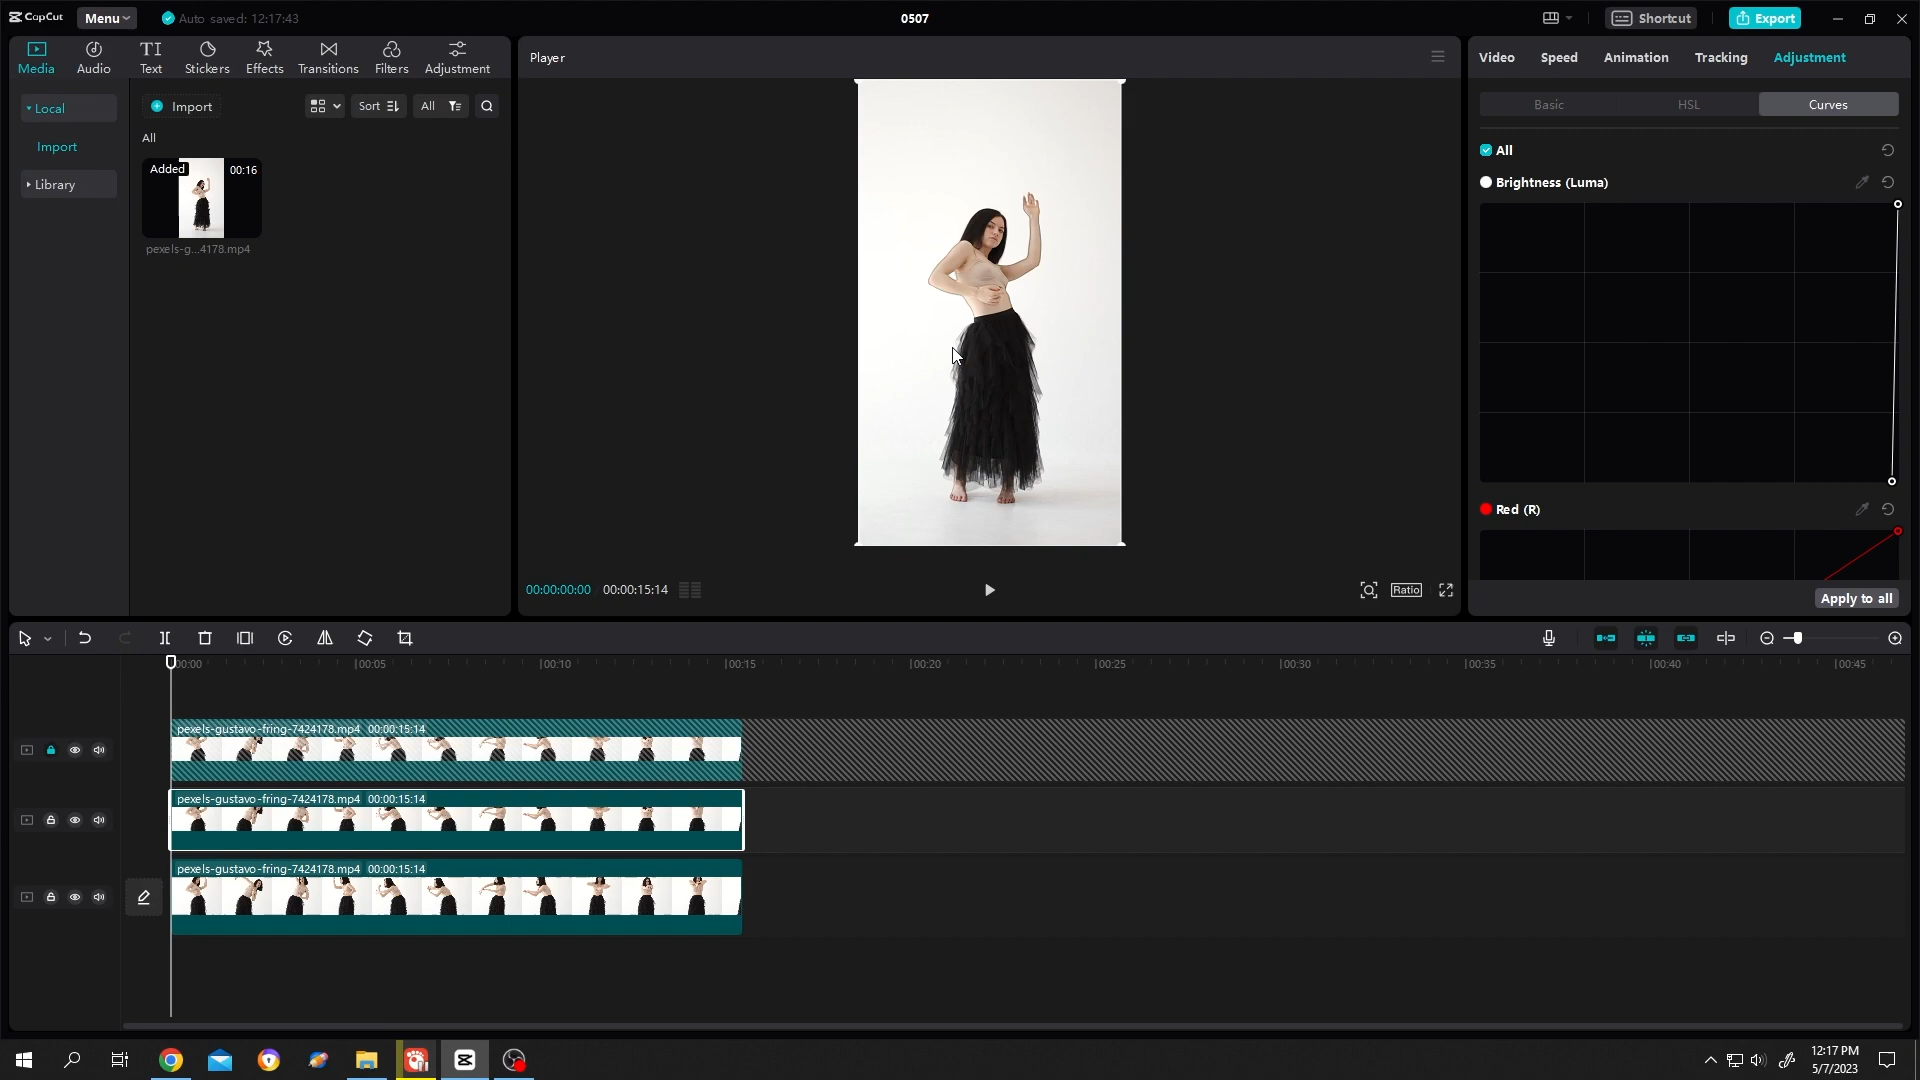 CapCut
Menu
Auto saved: 12:17:43
0507
Shortcut
Export
Media
Audio
TI
Text
Stickers
Effects
Transitions
Filters
Adjustment
Player
Video
Speed
Animation
Tracking
Adjustment
Local
Import
Library
Import
Sort
All
All
Added
00:16
pexels-g...4178.mp4
Basic
HSL
Curves
All
Brightness (Luma)
Red (R)
Apply to all
00:00:00:00
00:00:15:14
Ratio
00:00
00:05
00:10
00:15
00:20
00:25
00:30
00:35
00:40
00:45
pexels-gustavo-fring-7424178.mp4 00:00:15:14
pexels-gustavo-fring-7424178.mp4 00:00:15:14
pexels-gustavo-fring-7424178.mp4 00:00:15:14
12:17 PM
5/7/2023